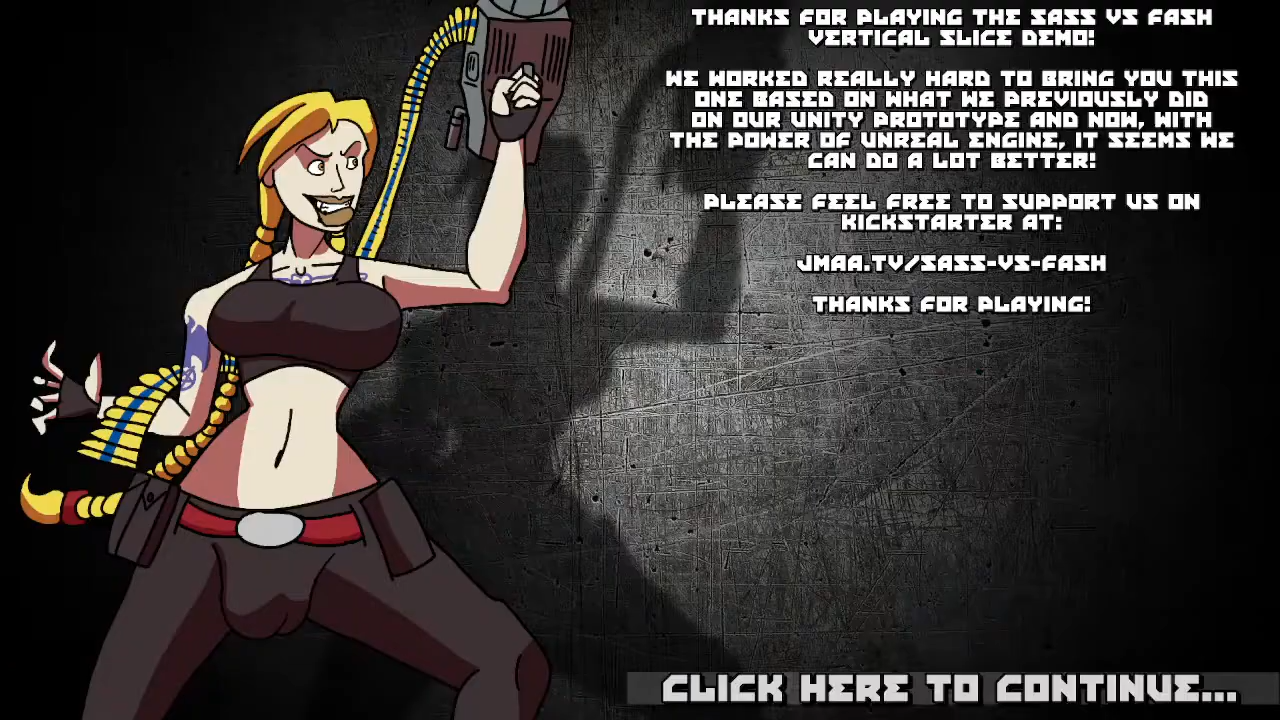 THANKS FOR PLAYING THE SASS VS FASH
VERTICAL SLICE DEMO!
WE WORKED REALLY HARD TO BRING YOU THIS
ONE BASED ON WHAT WE PREVIOUSLY DID
ON OUR UNITY PROTOTYPE AND NOW, WITH
THE POWER OF UNREAL ENGINE, IT SEEMS WE
CAN DO A LOT BETTER!
PLEASE FEEL FREE TO SUPPORT US ON
KICKSTARTER AT:
JMAA.TV/SASS-VS-FASH
THANKS FOR PLAYING!
CLICK HERE TO CONTINUE...